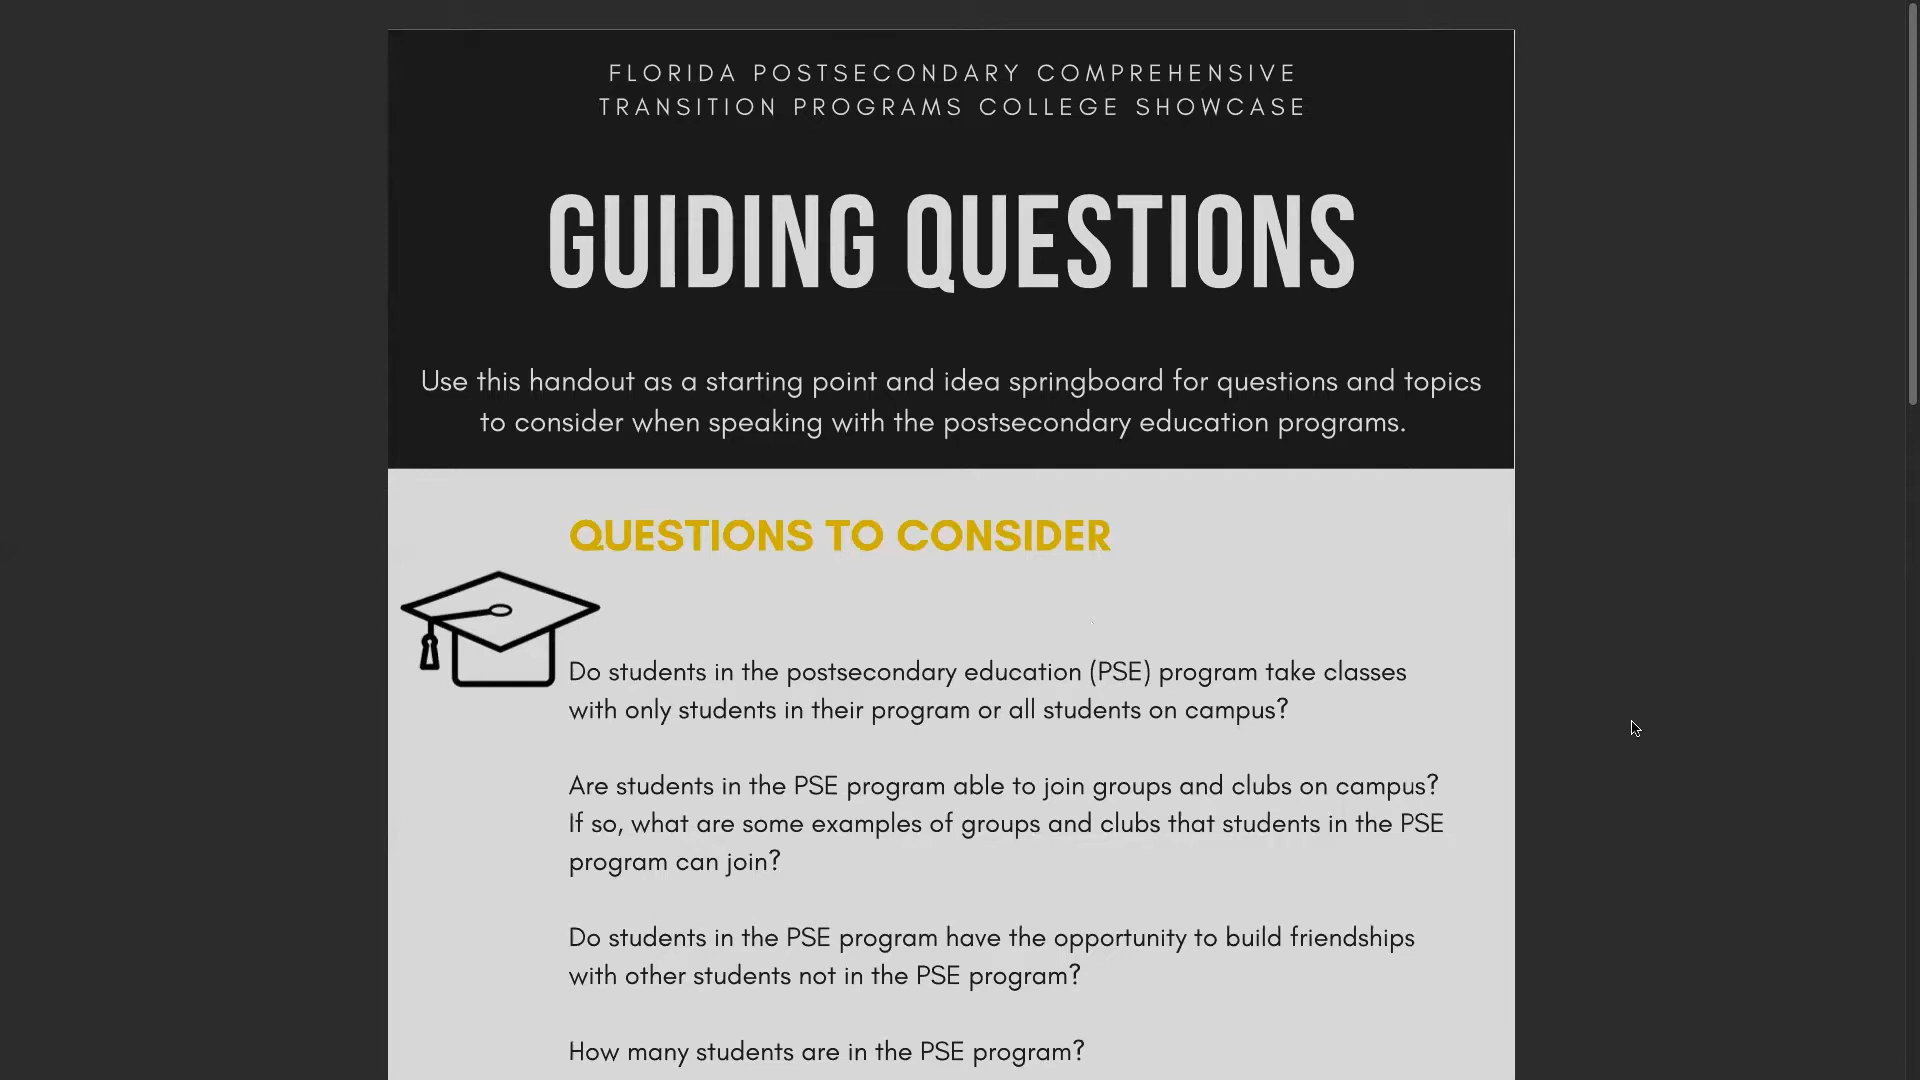 FLORIDA POSTSECONDARY COMPREHENSIVE
TRANSITION PROGRAMS COLLEGE SHOWCASE
GUIDING QUESTIONS
Use this handout as a starting point and idea springboard for questions and topics
to consider when speaking with the postsecondary education programs.
QUESTIONS TO CONSIDER
Do students in the postsecondary education (PSE) program take classes
with only students in their program or all students on campus?
Are students in the PSE program able to join groups and clubs on campus?
If so, what are some examples of groups and clubs that students in the PSE
program can join?
Do students in the PSE program have the opportunity to build friendships
with other students not in the PSE program?
How many students are in the PSE program?